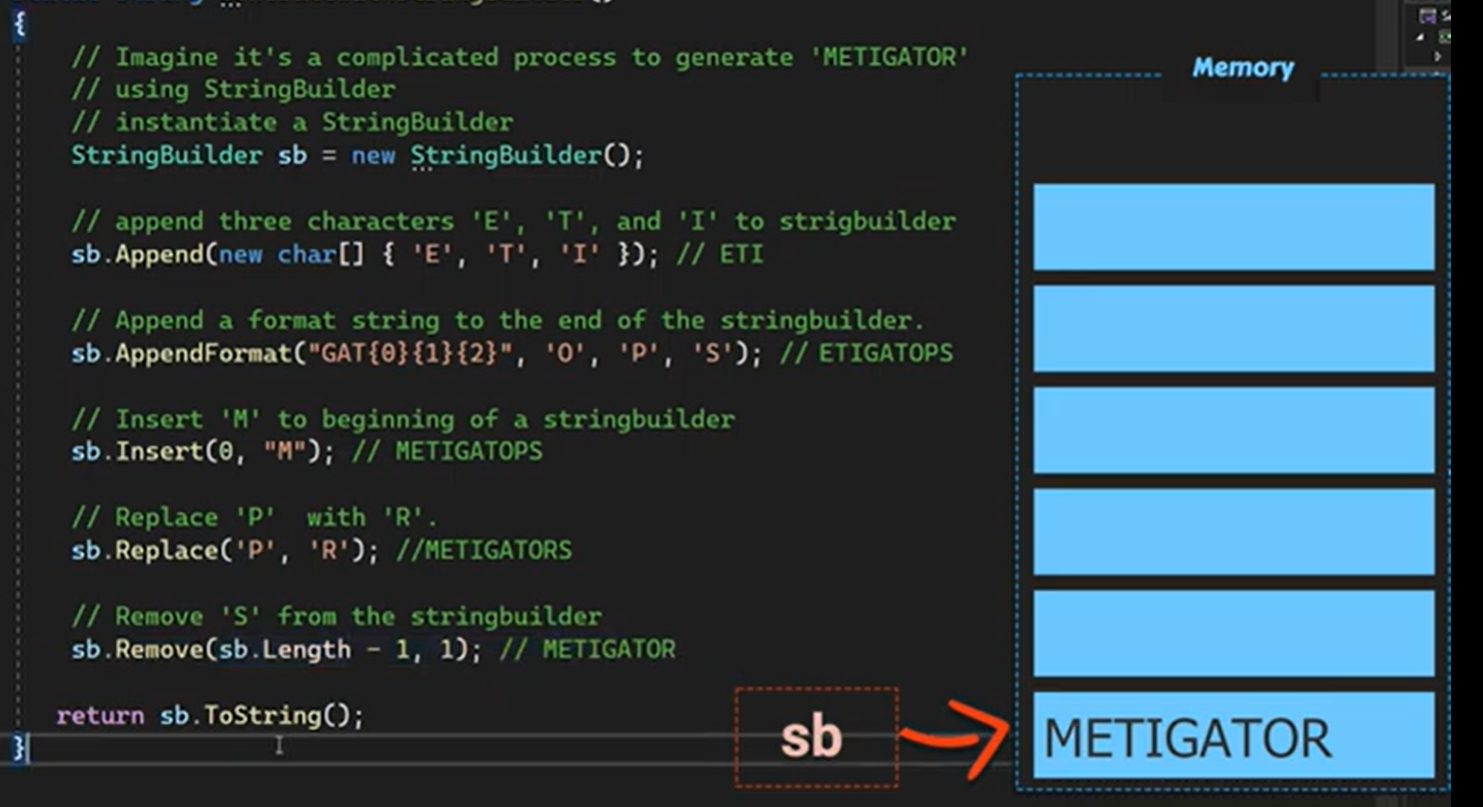 {
// Imagine it's a complicated process to generate 'METIGATOR'
// using StringBuilder
// instantiate a StringBuilder
StringBuilder sb = new StringBuilder();
// append three characters 'E', 'T', and 'I' to strigbuilder
sb.Append(new char[] { 'E', 'T', 'I' }); // ETI
// Append a format string to the end of the stringbuilder.
sb.AppendFormat("GAT{0}{1}{2}", 'O', 'P', 'S'); // ETIGATOPS
// Insert 'M' to beginning of a stringbuilder
sb.Insert(0, "M"); // METIGATOPS
// Replace 'P'  with 'R'.
sb.Replace('P', 'R'); //METIGATORS
// Remove 'S' from the stringbuilder
sb.Remove(sb.Length - 1, 1); // METIGATOR
return sb.ToString();
}
Memory
sb
METIGATOR